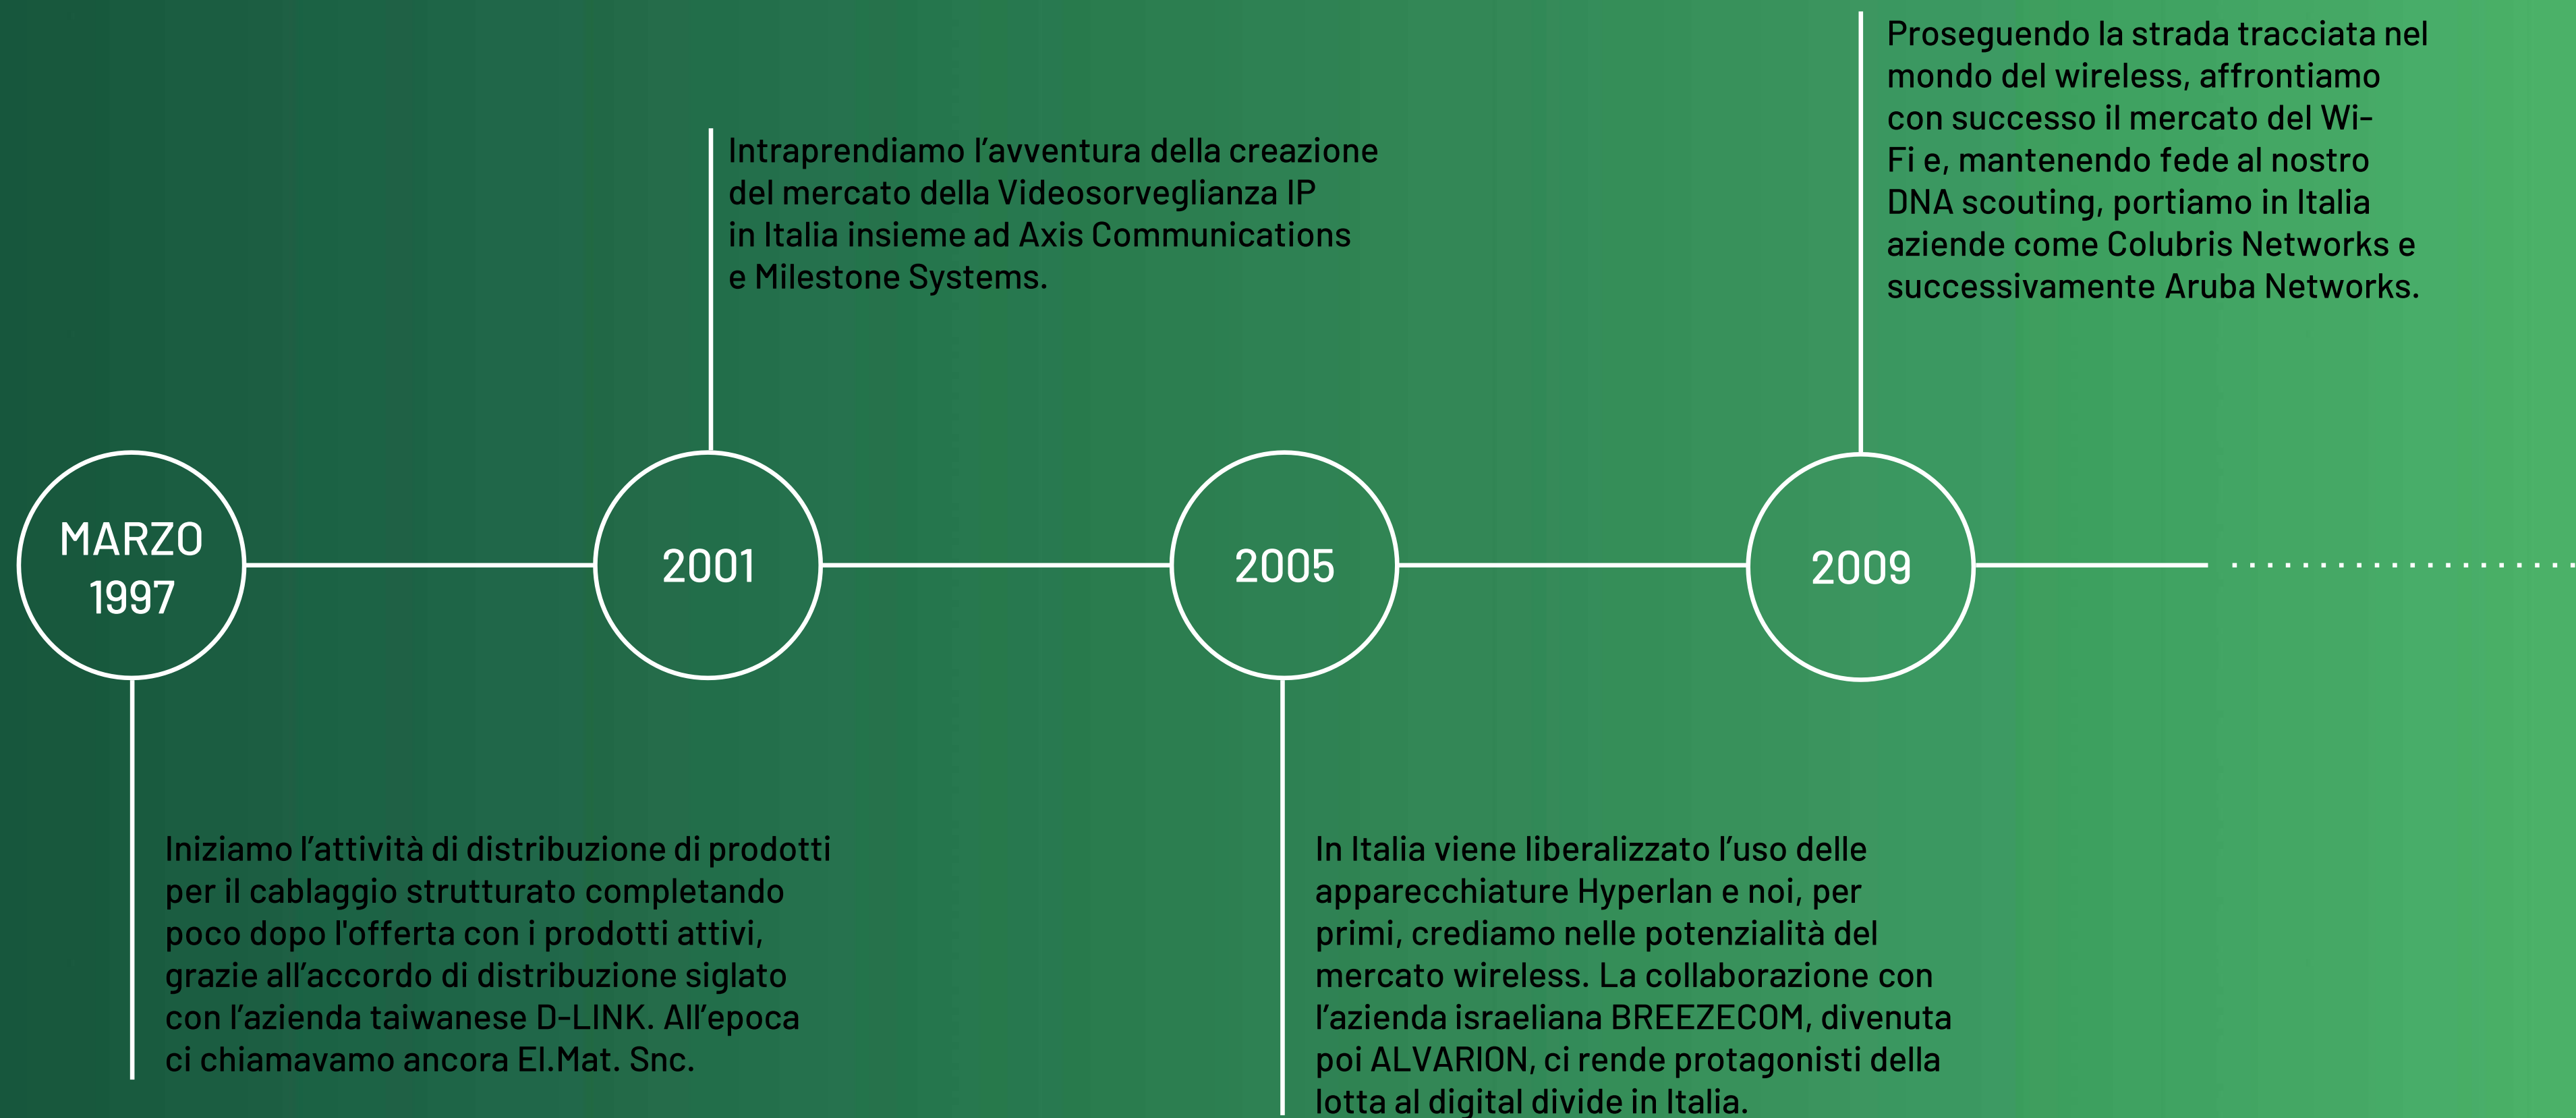 MARZO
1997
Iniziamo l’attività di distribuzione di prodotti
per il cablaggio strutturato completando
poco dopo l'offerta con i prodotti attivi,
grazie all’accordo di distribuzione siglato
con l’azienda taiwanese D-LINK. All’epoca
ci chiamavamo ancora El.Mat. Snc.
2001
Intraprendiamo l’avventura della creazione
del mercato della Videosorveglianza IP
in Italia insieme ad Axis Communications
e Milestone Systems.
2005
In Italia viene liberalizzato l’uso delle
apparecchiature Hyperlan e noi, per
primi, crediamo nelle potenzialità del
mercato wireless. La collaborazione con
l’azienda israeliana BREEZECOM, divenuta
poi ALVARION, ci rende protagonisti della
lotta al digital divide in Italia.
2009
Proseguendo la strada tracciata nel
mondo del wireless, affrontiamo
con successo il mercato del Wi-
Fi e, mantenendo fede al nostro
DNA scouting, portiamo in Italia
aziende come Colubris Networks e
successivamente Aruba Networks.